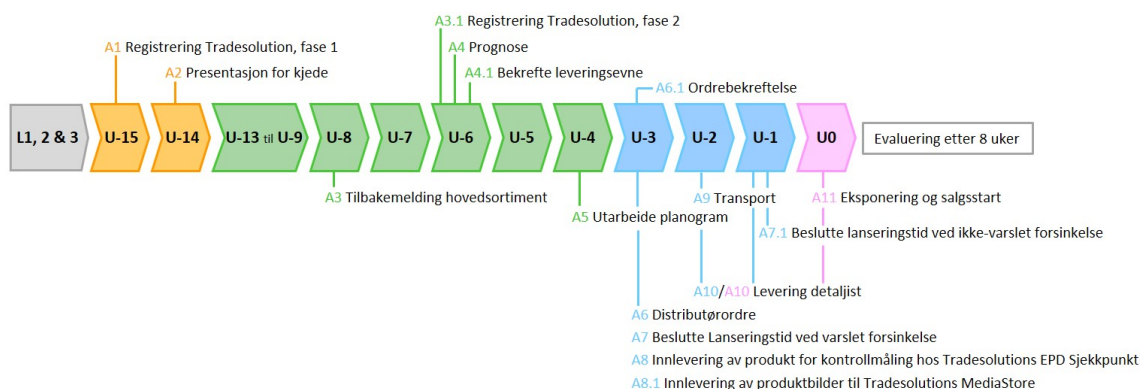 A3.1 Registrering Tradesolution, fase 2
A1 Registrering Tradesolution, fase 1
A4 Prognose
A2 Presentasjon for kjede
A4.1 Bekrefte leveringsevne
A6.1 Ordrebekreftelse
L1, 2 & 3
U-15
U-14
U-13 til U-9
U-8
U-7
U-6
U-5
U-4
U-3
U-2
U-1
U0
Evaluering etter 8 uker
A3 Tilbakemelding hovedsortiment
A9 Transport
A11 Eksponering og salgsstart
A5 Utarbeide planogram
A7.1 Beslutte lanseringstid ved ikke-varslet forsinkelse
A10/A10 Levering detaljist
A6 Distributørordre
A7 Beslutte Lanseringstid ved varslet forsinkelse
A8 Innlevering av produkt for kontrollmåling hos Tradesolutions EPD Sjekkpunkt
A8.1 Innlevering av produktbilder til Tradesolutions MediaStore